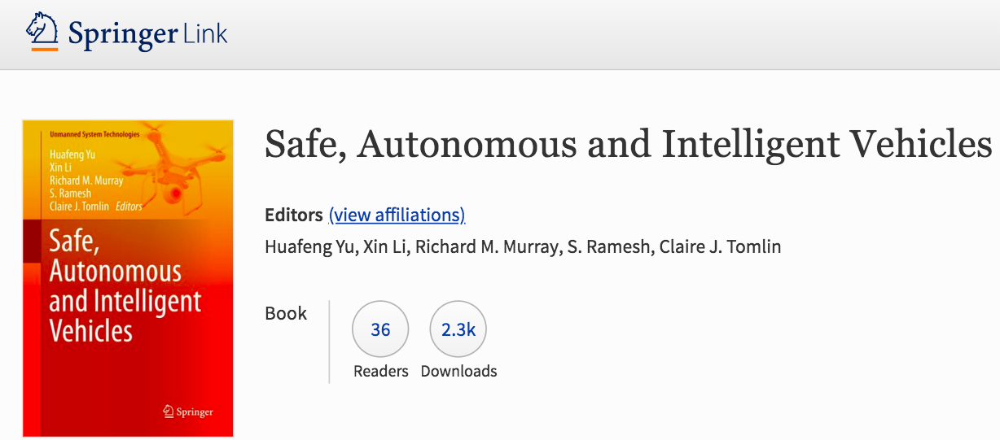 Springer Link
Unmanned System Technologies
Huafeng Yu
Xin Li
Richard M. Murray
S. Ramesh
Claire J. Tomlin Editors
Safe,
Autonomous
and Intelligent
Vehicles
Springer
Safe, Autonomous and Intelligent Vehicles
Editors (view affiliations)
Huafeng Yu, Xin Li, Richard M. Murray, S. Ramesh, Claire J. Tomlin
Book
36
2.3k
Readers
Downloads